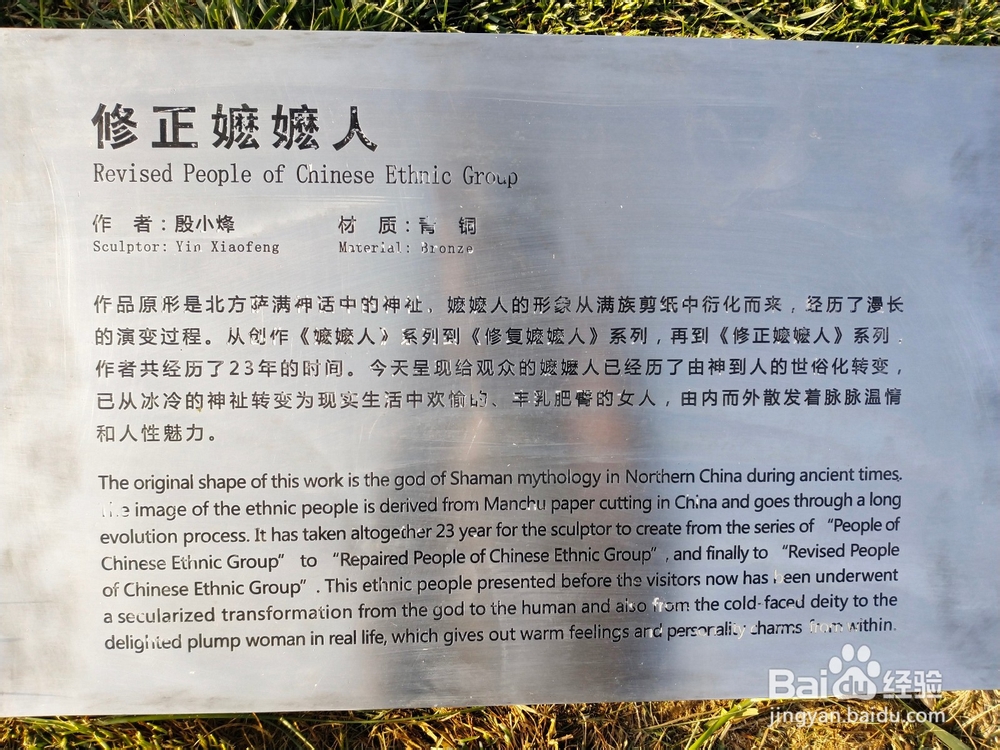 修正嬷嬷人
Revised People of Chinese Ethnic Group
作 者：殷小烽 材 质：青 铜
Sculptor: Yin Xiaofeng Material: Bronze
作品原形是北方萨满神话中的神祉，嬷嬷人的形象从满族剪纸中衍化而来，经历了漫长
的演变过程。从创作《嬷嬷人》系列到《修复嬷嬷人》系列，再到《修正嬷嬷人》系列，
作者共经历了23年的时间。今天呈现给观众的嬷嬷人已经历了由神到人的世俗化转变，
已从冰冷的神祉转变为现实生活中欢愉的、丰乳肥臀的女人，由内而外散发着脉脉温情
和人性魅力。
The original shape of this work is the god of Shaman mythology in Northern China during ancient times.
The image of the ethnic people is derived from Manchu paper cutting in China and goes through a long
evolution process. It has taken altogether 23 year for the sculptor to create from the series of “People of
Chinese Ethnic Group” to “Repaired People of Chinese Ethnic Group”, and finally to “Revised People
of Chinese Ethnic Group”. This ethnic people presented before the visitors now has been underwent
a secularized transformation from the god to the human and also from the cold-faced deity to the
delighted plump woman in real life, which gives out warm feelings and personality charms from within.
Baidu经验
jingyan.baidu.com